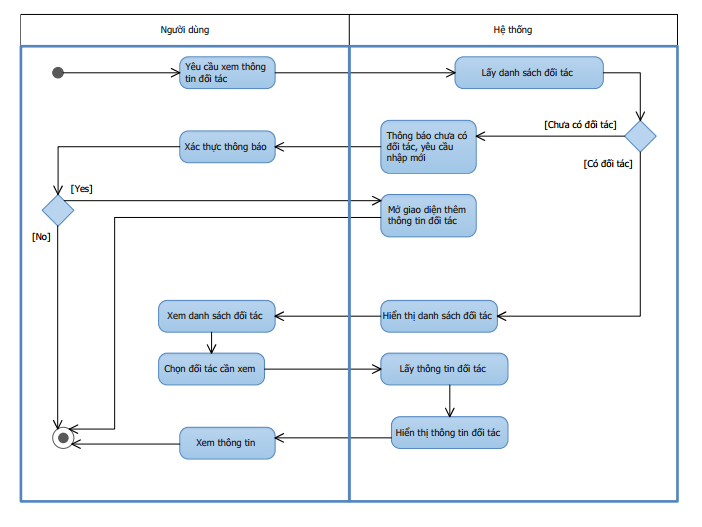 Người dùng
Hệ thống
Yêu cầu xem thông
tin đối tác
Lấy danh sách đối tác
[Chưa có đối tác]
Thông báo chưa có
đối tác, yêu cầu
nhập mới
Xác thực thông báo
[Có đối tác]
[Yes]
Mở giao diện thêm
thông tin đối tác
[No]
Xem danh sách đối tác
Hiển thị danh sách đối tác
Chọn đối tác cần xem
Lấy thông tin đối tác
Xem thông tin
Hiển thị thông tin đối tác